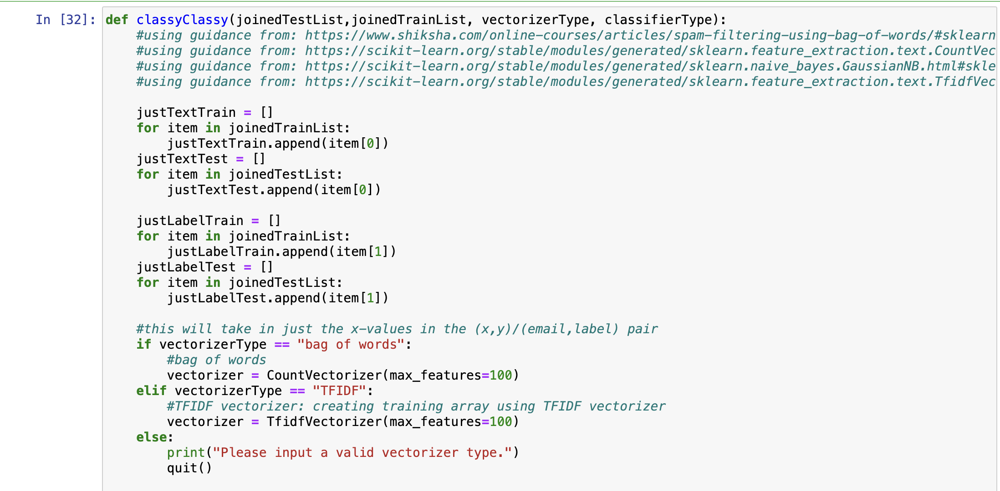 In [32]: def classyClassy(joinedTestList,joinedTrainList, vectorizerType, classifierType):
#using guidance from: https://www.shiksha.com/online-courses/articles/spam-filtering-using-bag-of-words/#sklearn
#using guidance from: https://scikit-learn.org/stable/modules/generated/sklearn.feature_extraction.text.CountVec
#using guidance from: https://scikit-learn.org/stable/modules/generated/sklearn.naive_bayes.GaussianNB.html#skle
#using guidance from: https://scikit-learn.org/stable/modules/generated/sklearn.feature_extraction.text.TfidfVec
justTextTrain = []
for item in joinedTrainList:
justTextTrain.append(item[0])
justTextTest = []
for item in joinedTestList:
justTextTest.append(item[0])
justLabelTrain = []
for item in joinedTrainList:
justLabelTrain.append(item[1])
justLabelTest = []
for item in joinedTestList:
justLabelTest.append(item[1])
#this will take in just the x-values in the (x,y)/(email,label) pair
if vectorizerType == "bag of words":
#bag of words
vectorizer = CountVectorizer(max_features=100)
elif vectorizerType == "TFIDF":
#TFIDF vectorizer: creating training array using TFIDF vectorizer
vectorizer = TfidfVectorizer(max_features=100)
else:
print("Please input a valid vectorizer type.")
quit()